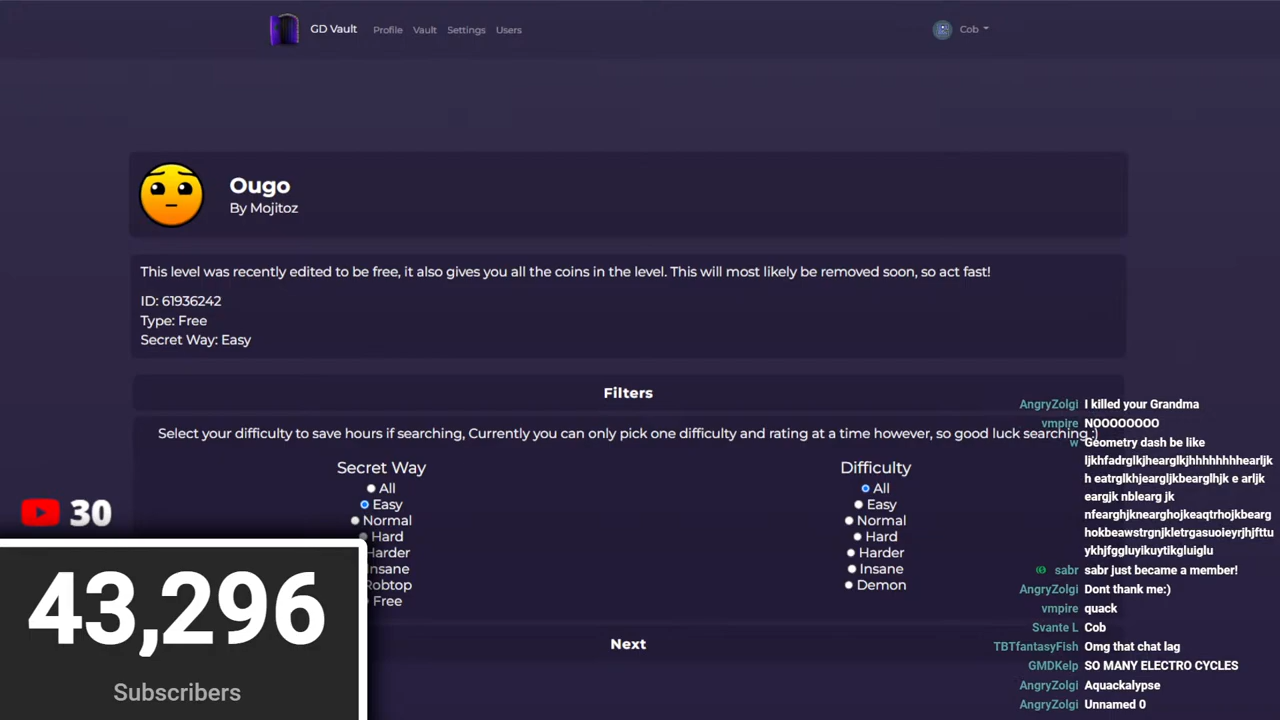 GD Vault Profile Vault Settings Users Cob
Ougo
By Mojitoz
This level was recently edited to be free, it also gives you all the coins in the level. This will most likely be removed soon, so act fast!
ID: 61936242
Type: Free
Secret Way: Easy
Filters
Select your difficulty to save hours if searching, Currently you can only pick one difficulty and rating at a time however, so good luck searching :)
Secret Way
All
Easy
Normal
Hard
Harder
Insane
Robtop
Free
Difficulty
All
Easy
Normal
Hard
Harder
Insane
Demon
Next
30
43,296
Subscribers
AngryZolgi I killed your Grandma
vmpire NOOOOOOOO
w Geometry dash be like
ljkhfadrglkjhearglkjhhhhhhhearljk
h eatrglkhjeargljkbearglhjk e arljk
eargjk nblearg jk
nfearghjknearghojkeaqtrhojkbearg
hokbeawstrgnjkletrgasuoieyrjhjfttu
ykhjfggluyikuytikgluiglu
sabr sabr just became a member!
AngryZolgi Dont thank me:)
vmpire quack
Svante L Cob
TBTfantasyFish Omg that chat lag
GMDKelp SO MANY ELECTRO CYCLES
AngryZolgi Aquackalypse
AngryZolgi Unnamed 0